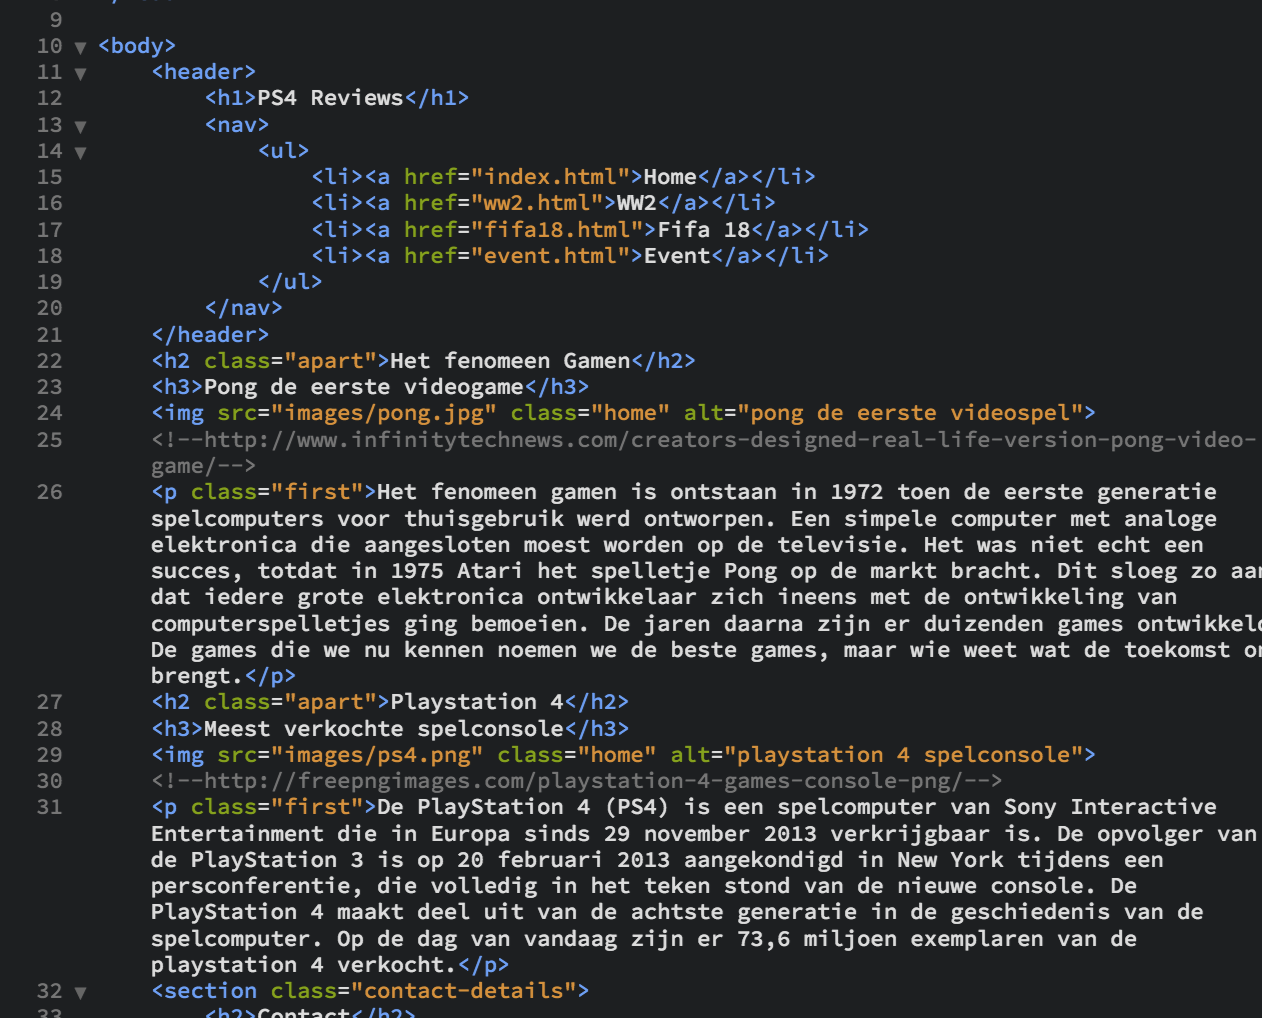 9
10 ▼ <body>
11 ▼ <header>
12 <h1>PS4 Reviews</h1>
13 ▼ <nav>
14 ▼ <ul>
15 <li><a href="index.html">Home</a></li>
16 <li><a href="ww2.html">WW2</a></li>
17 <li><a href="fifa18.html">Fifa 18</a></li>
18 <li><a href="event.html">Event</a></li>
19 </ul>
20 </nav>
21 </header>
22 <h2 class="apart">Het fenomeen Gamen</h2>
23 <h3>Pong de eerste videogame</h3>
24 <img src="images/pong.jpg" class="home" alt="pong de eerste videospel">
25 <!--http://www.infinitytechnews.com/creators-designed-real-life-version-pong-video-
game/-->
26 <p class="first">Het fenomeen gamen is ontstaan in 1972 toen de eerste generatie
spelcomputers voor thuisgebruik werd ontworpen. Een simpele computer met analoge
elektronica die aangesloten moest worden op de televisie. Het was niet echt een
succes, totdat in 1975 Atari het spelletje Pong op de markt bracht. Dit sloeg zo aan
dat iedere grote elektronica ontwikkelaar zich ineens met de ontwikkeling van
computerspelletjes ging bemoeien. De jaren daarna zijn er duizenden games ontwikkeld
De games die we nu kennen noemen we de beste games, maar wie weet wat de toekomst
brengt.</p>
27 <h2 class="apart">Playstation 4</h2>
28 <h3>Meest verkochte spelconsole</h3>
29 <img src="images/ps4.png" class="home" alt="playstation 4 spelconsole">
30 <!--http://freepngimages.com/playstation-4-games-console-png/-->
31 <p class="first">De PlayStation 4 (PS4) is een spelcomputer van Sony Interactive
Entertainment die in Europa sinds 29 november 2013 verkrijgbaar is. De opvolger van
de PlayStation 3 is op 20 februari 2013 aangekondigd in New York tijdens een
persconferentie, die volledig in het teken stond van de nieuwe console. De
PlayStation 4 maakt deel uit van de achtste generatie in de geschiedenis van de
spelcomputer. Op de dag van vandaag zijn er 73,6 miljoen exemplaren van de
playstation 4 verkocht.</p>
32 ▼ <section class="contact-details">
33 <h2>Contact</h2>